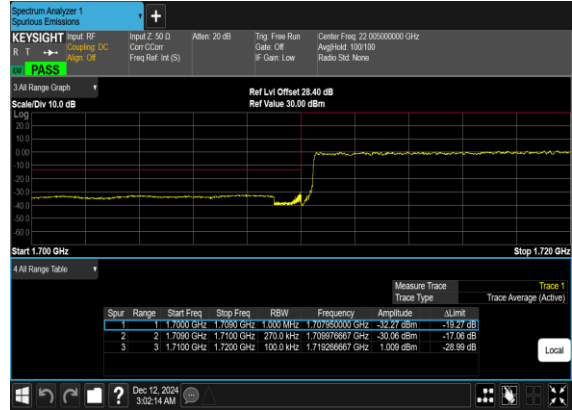 Spectrum Analyzer 1
Spurious Emissions
+
KEYSIGHT Input: RF Input Z: 50 Ω Atten: 20 dB Trig: Free Run Center Freq: 22.005000000 GHz
R T Coupling: DC Corr CCorr Gate: Off Avg|Hold: 100/100
Align: Off Freq Ref: Int (S) IF Gain: Low Radio Std: None
LW PASS
3 All Range Graph
Ref Lvl Offset 28.40 dB
Scale/Div 10.0 dB Ref Value 30.00 dBm
Log
20.0
10.0
0.00
-10.0
-20.0
-30.0
-40.0
-50.0
-60.0
Start 1.700 GHz Stop 1.720 GHz
4 All Range Table
Measure Trace Trace 1
Trace Type Trace Average (Active)
Spur Range Start Freq Stop Freq RBW Frequency Amplitude ΔLimit
1 1 1.7000 GHz 1.7090 GHz 1.000 MHz 1.707950000 GHz -32.27 dBm -19.27 dB
2 2 1.7090 GHz 1.7100 GHz 270.0 kHz 1.709976667 GHz -30.06 dBm -17.06 dB
3 3 1.7100 GHz 1.7200 GHz 100.0 kHz 1.719266667 GHz 1.009 dBm -28.99 dB
Local
? Dec 12, 2024
3:02:14 AM